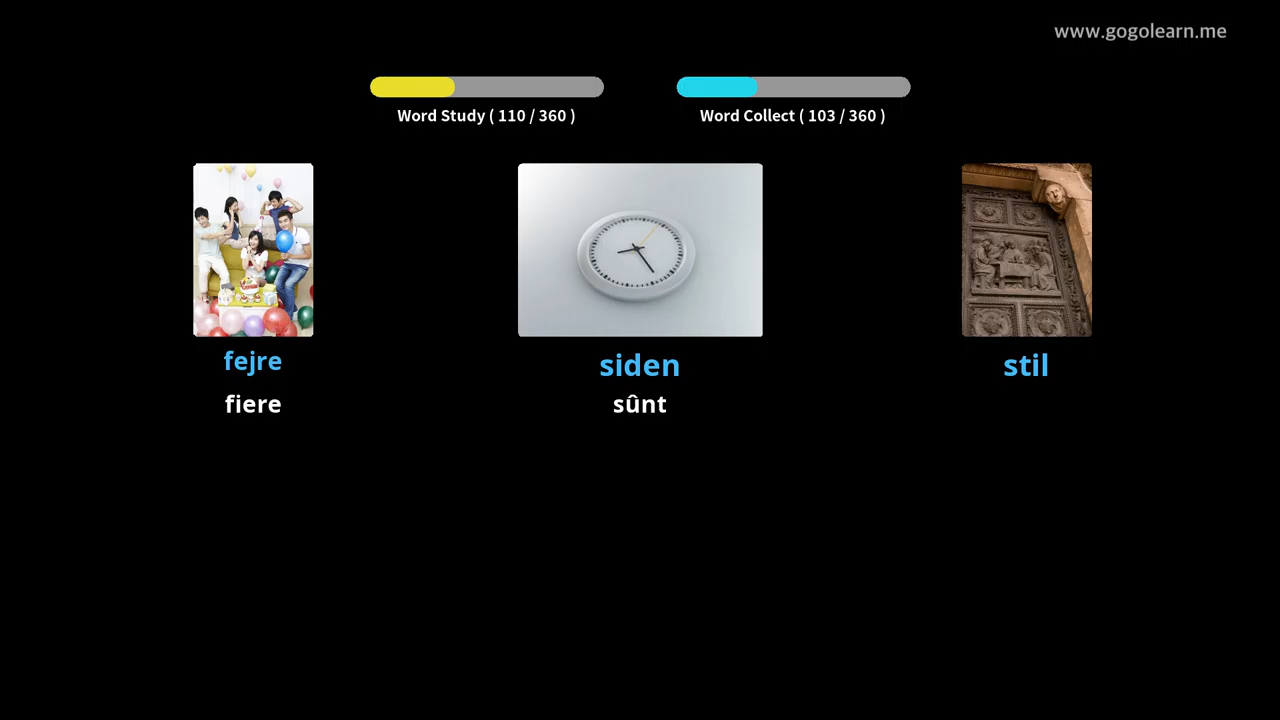 www.gogolearn.me
Word Study ( 110 / 360 )
Word Collect ( 103 / 360 )
fejre
siden
stil
fiere
sûnt